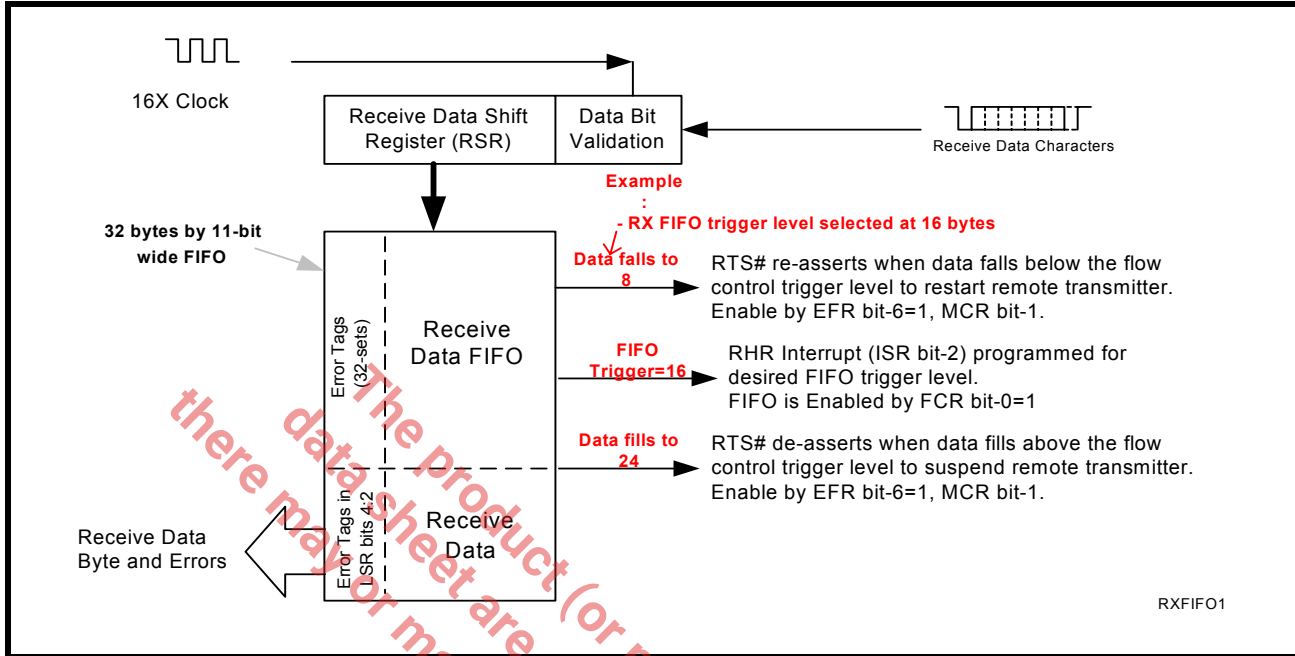 16X Clock
Receive Data Shift
Register (RSR)
Data Bit
Validation
Receive Data Characters
Example
:
- RX FIFO trigger level selected at 16 bytes
32 bytes by 11-bit
wide FIFO
Data falls to
8
RTS# re-asserts when data falls below the flow
control trigger level to restart remote transmitter.
Enable by EFR bit-6=1, MCR bit-1.
Error Tags
(32-sets)
Receive
Data FIFO
FIFO
Trigger=16
RHR Interrupt (ISR bit-2) programmed for
desired FIFO trigger level.
FIFO is Enabled by FCR bit-0=1
Data fills to
24
RTS# de-asserts when data fills above the flow
control trigger level to suspend remote transmitter.
Enable by EFR bit-6=1, MCR bit-1.
Error Tags in
LSR bits 4:2
Receive
Data
Receive Data
Byte and Errors
RXFIFO1
The product (or
data sheet are
there may or